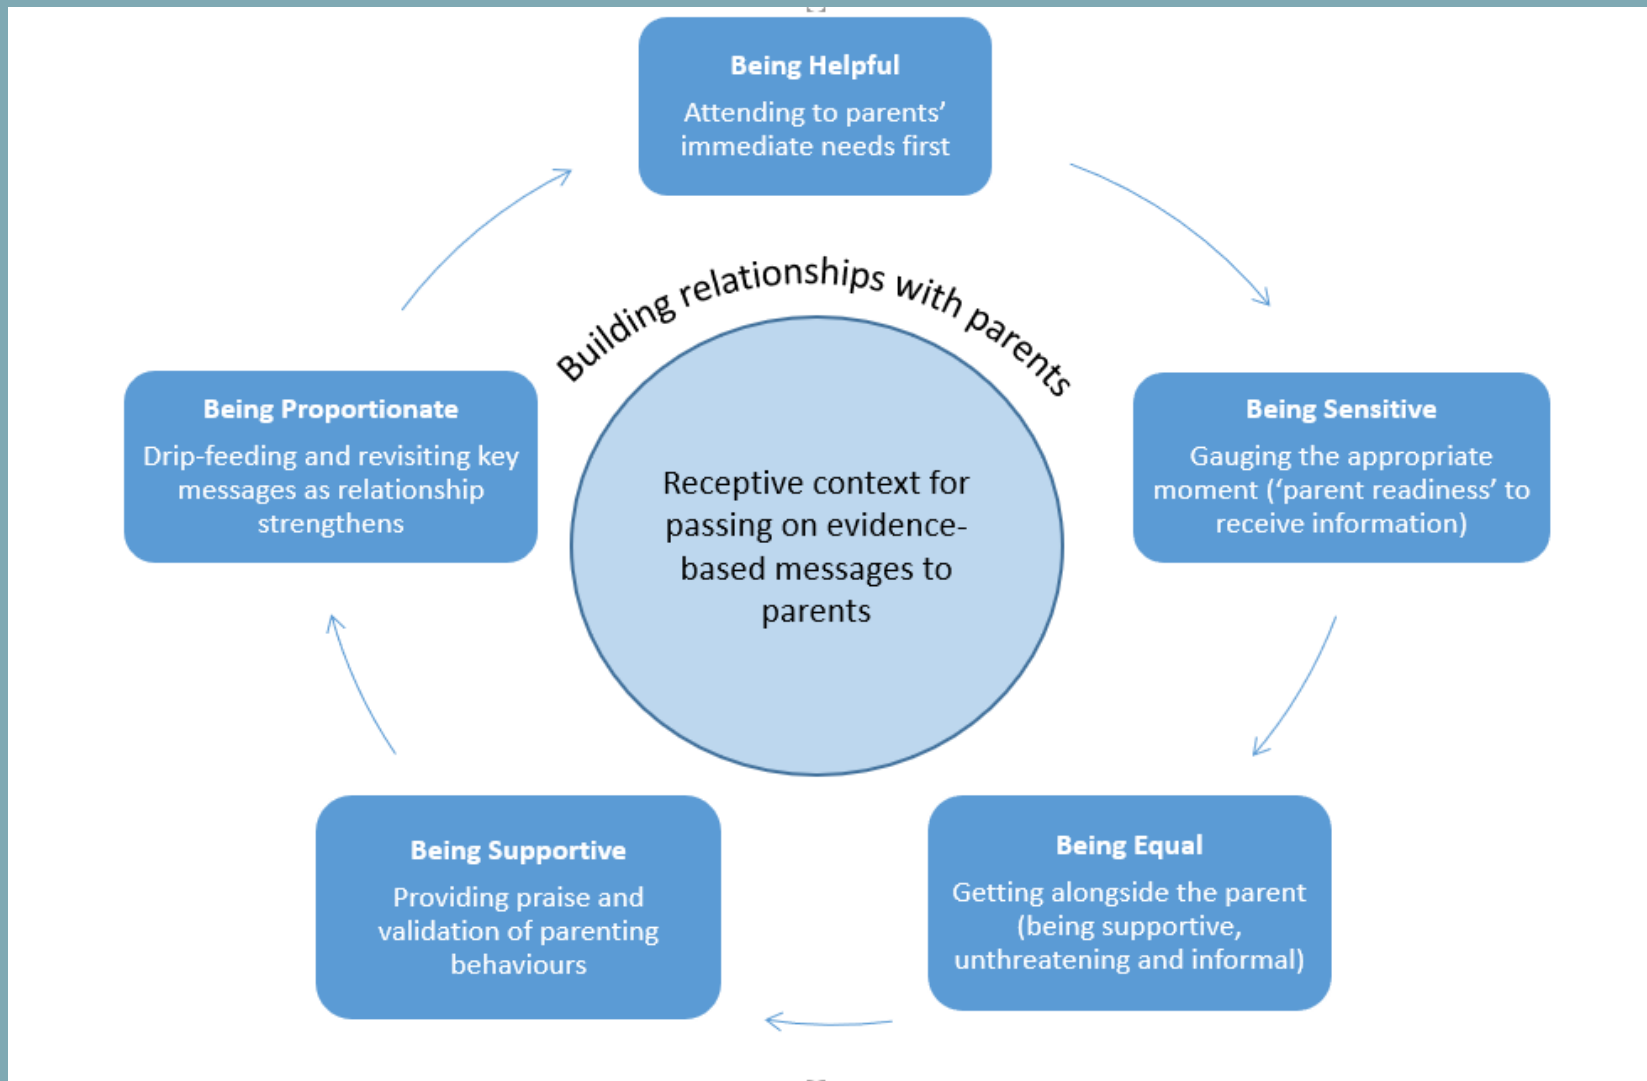 Being Helpful
Attending to parents’
immediate needs first
Building relationships with parents
Being Proportionate
Drip-feeding and revisiting key
messages as relationship
strengthens
Receptive context for
passing on evidence-
based messages to
parents
Being Sensitive
Gauging the appropriate
moment (‘parent readiness’ to
receive information)
Being Supportive
Providing praise and
validation of parenting
behaviours
Being Equal
Getting alongside the parent
(being supportive,
unthreatening and informal)